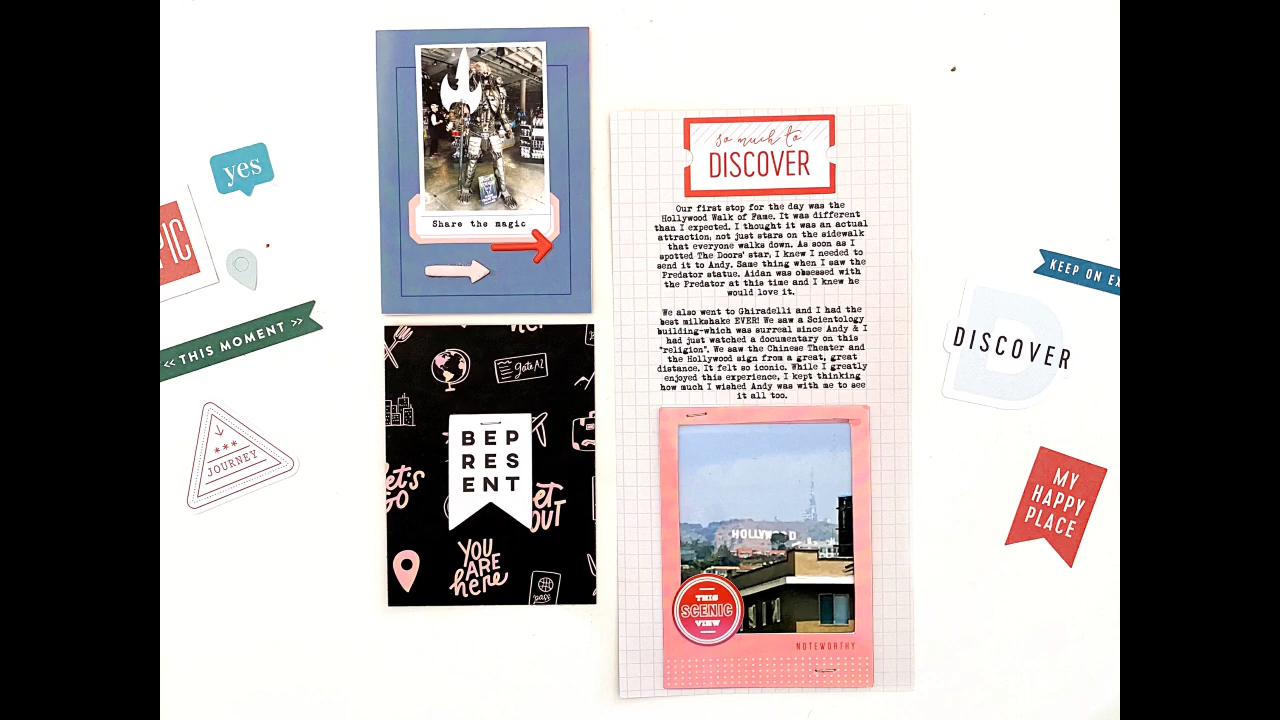 yes
PIC
<< THIS MOMENT >>
***
JOURNEY
Share the magic
Gate A2
BEP
RES
ENT
Let's
GO
GET
OUT
YOU
ARE
here
pass
so much to
DISCOVER
Our first stop for the day was the
Hollywood Walk of Fame. It was different
than I expected. I thought it was an actual
attraction, not just stars on the sidewalk
that everyone walks down. As soon as I
spotted The Doors' star, I knew I needed to
send it to Andy. Same thing when I saw the
Predator statue. Aidan was obsessed with
the Predator at this time and I knew he
would love it.
We also went to Ghiradelli and I had the
best milkshake EVER! We saw a Scientology
building-which was surreal since Andy & I
had just watched a documentary on this
"religion". We saw the Chinese Theater and
the Hollywood sign from a great, great
distance. It felt so iconic. While I greatly
enjoyed this experience, I kept thinking
how much I wished Andy was with me to see
it all too.
HOLLYWOOD
THIS
SCENIC
VIEW
NOTEWORTHY
KEEP ON EX
D
DISCOVER
MY
HAPPY
PLACE